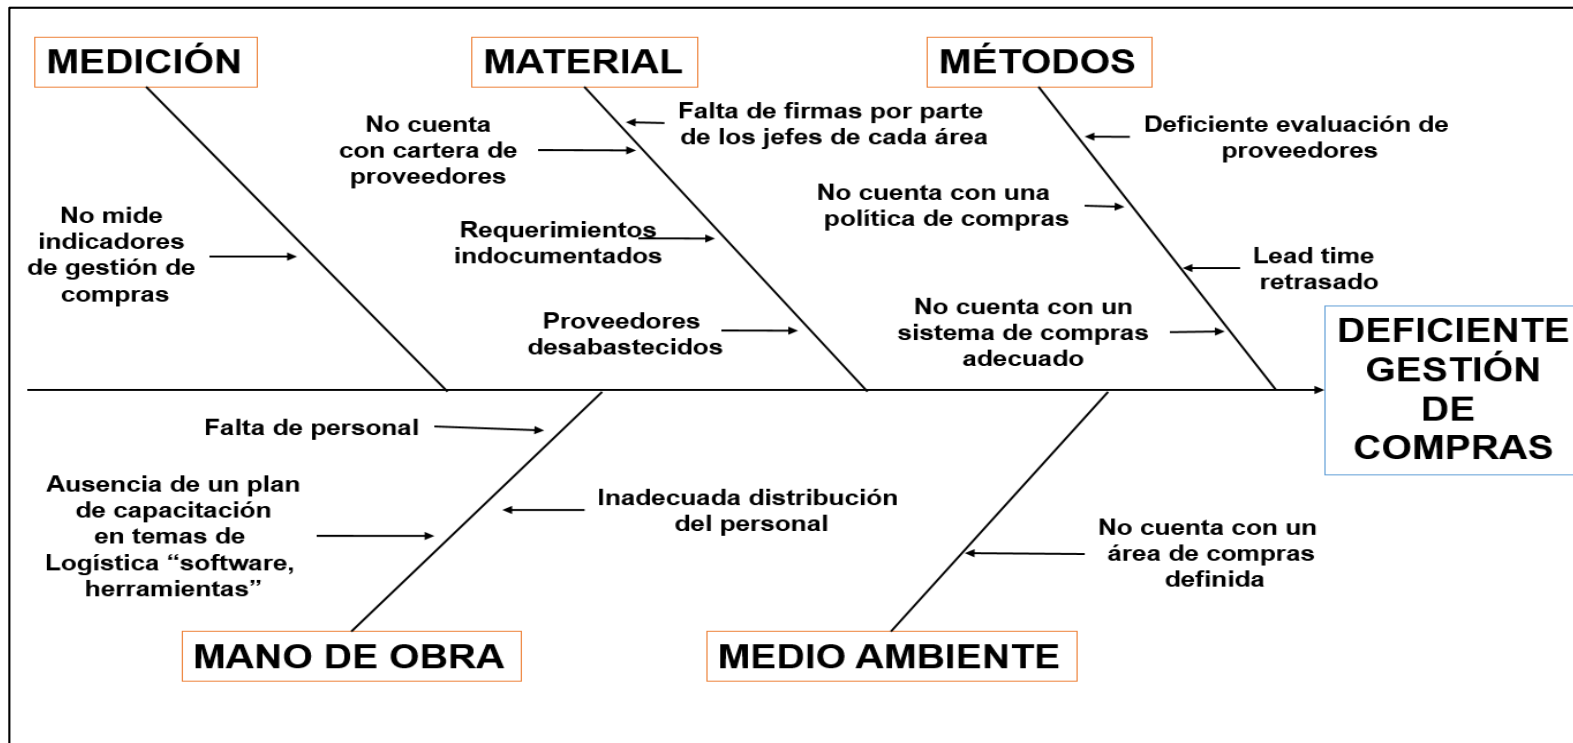 MEDICIÓN
MATERIAL
MÉTODOS
No mide
indicadores
de gestión de
compras
No cuenta
con cartera de
proveedores
Falta de firmas por parte
de los jefes de cada área
Requerimientos
indocumentados
Proveedores
desabastecidos
Deficiente evaluación de
proveedores
No cuenta con una
política de compras
Lead time
retrasado
No cuenta con un
sistema de compras
adecuado
DEFICIENTE
GESTIÓN
DE
COMPRAS
Falta de personal
Ausencia de un plan
de capacitación
en temas de
Logística “software,
herramientas”
Inadecuada distribución
del personal
No cuenta con un
área de compras
definida
MANO DE OBRA
MEDIO AMBIENTE